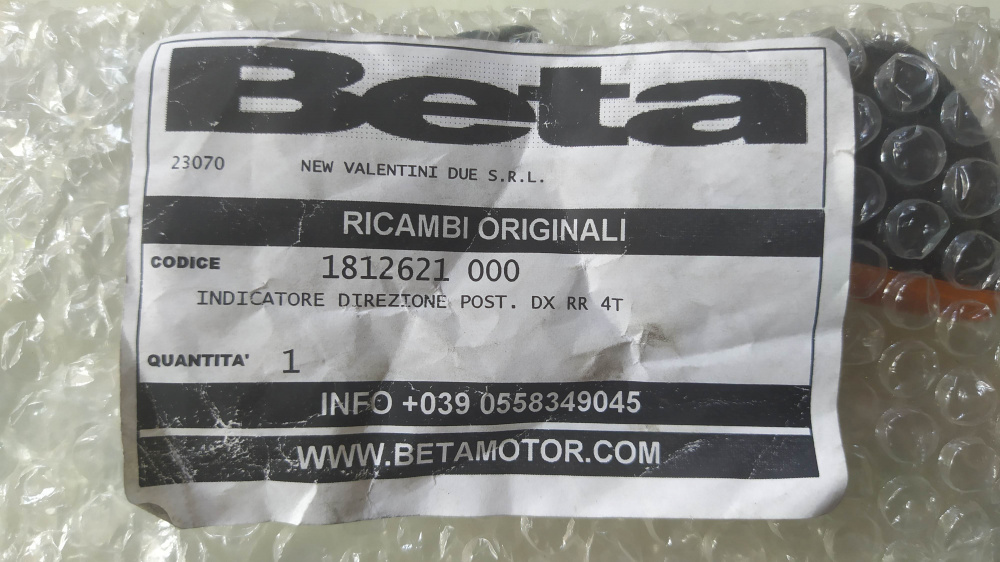 Beta
23070 NEW VALENTINI DUE S.R.L.
RICAMBI ORIGINALI
CODICE 1812621 000
INDICATORE DIREZIONE POST. DX RR 4T
QUANTITA' 1
INFO +039 0558349045
WWW.BETAMOTOR.COM